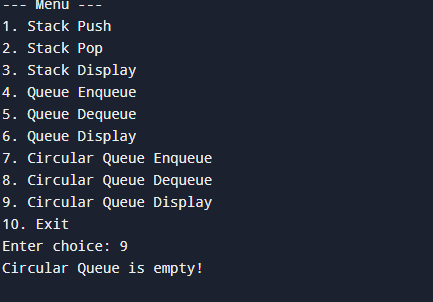 --- Menu ---
1. Stack Push
2. Stack Pop
3. Stack Display
4. Queue Enqueue
5. Queue Dequeue
6. Queue Display
7. Circular Queue Enqueue
8. Circular Queue Dequeue
9. Circular Queue Display
10. Exit
Enter choice: 9
Circular Queue is empty!